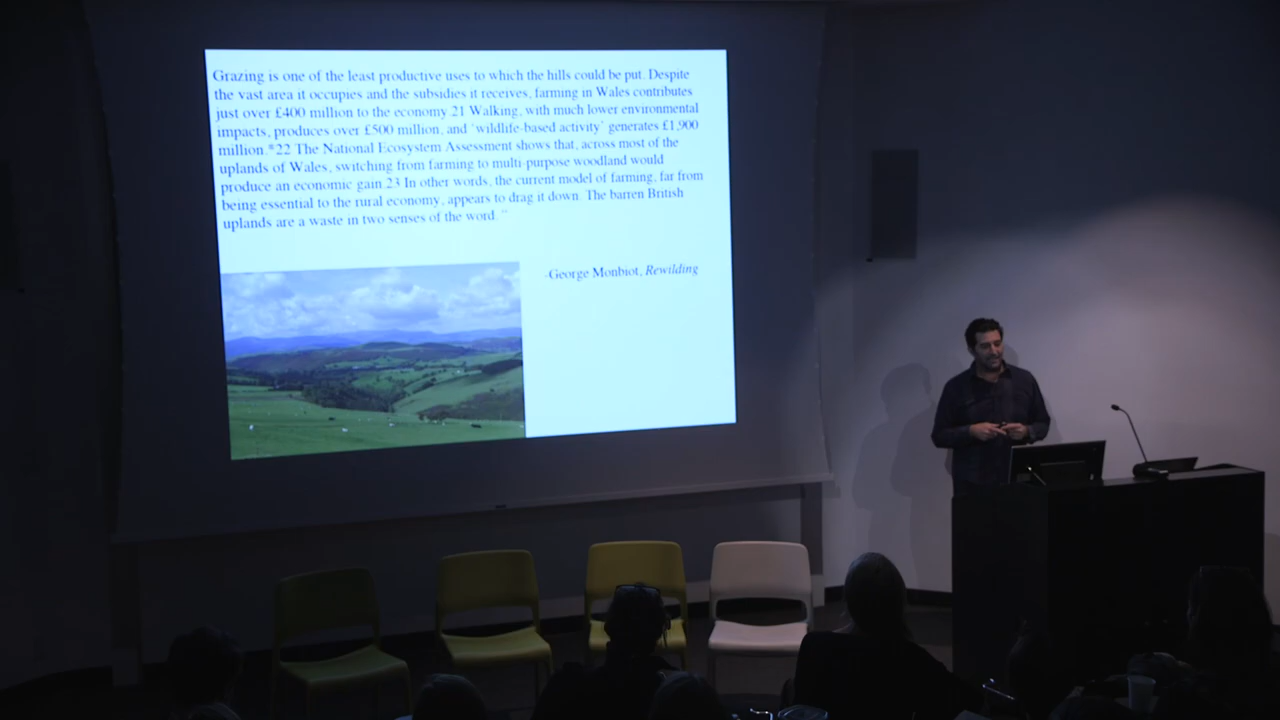 Grazing is one of the least productive uses to which the hills could be put. Despite
the vast area it occupies and the subsidies it receives, farming in Wales contributes
just over £400 million to the economy 21 Walking, with much lower environmental
impacts, produces over £500 million, and ‘wildlife-based activity’ generates £1,900
million.*22 The National Ecosystem Assessment shows that, across most of the
uplands of Wales, switching from farming to multi-purpose woodland would
produce an economic gain 23 In other words, the current model of farming, far from
being essential to the rural economy, appears to drag it down. The barren British
uplands are a waste in two senses of the word. ”
-George Monbiot, Rewilding